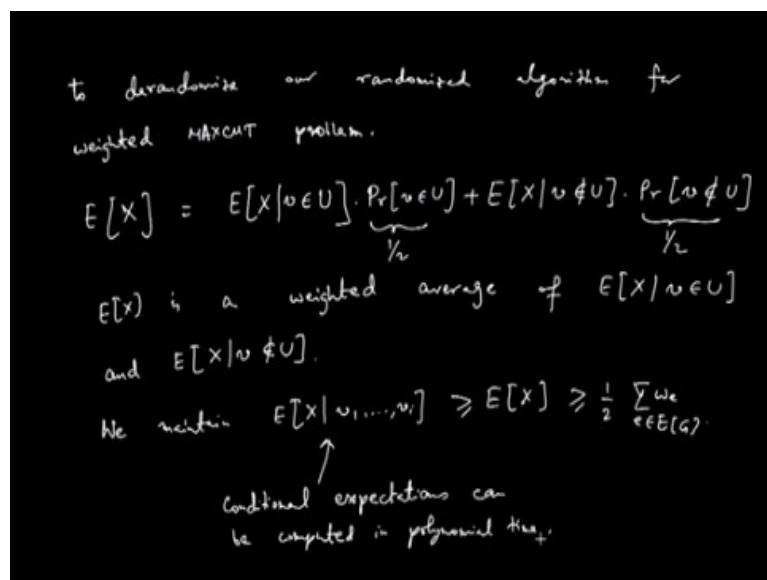 to derandomize our randomized algorithm for
weighted MAXCUT problem.
E[X] = E[X|v∈U]. Pr[v∈U] + E[X|v∉U]. Pr[v∉U]
1/2 1/2
E[X] is a weighted average of E[X|v∈U]
and E[X|v∉U].
We maintain E[X|v₁,...,vᵢ] ⩾ E[X] ⩾ 1/2 ∑ we
e∈E[G].
Conditional expectations can
be computed in polynomial time.